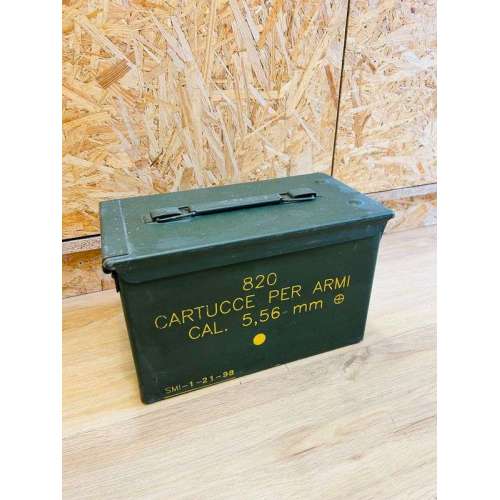 820
CARTUCCE PER ARMI
CAL. 5,56 mm ⊕
SMI-1-21-98